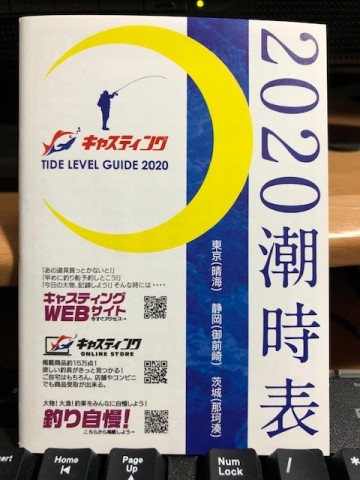 2020潮時表
キャスティング
TIDE LEVEL GUIDE 2020
東京(晴海) 静岡(御前崎) 茨城(那珂湊)
「あの道具買っとかないと!」
「早めに釣り船予約しとこう!」
「今日の大物、記録しよう!」そんな時には・・・・
キャスティング
WEBサイト
今すぐアクセス→
キャスティング
ONLINE STORE
掲載商品約15万点!
欲しい釣具がきっと見つかる!
ご自宅はもちろん、店舗やコンビニ
でも商品受取が出来る。
大物!大漁!釣果をみんなに自慢しよう!
釣り自慢!
こちらから掲載しよう→
Home
Page
Up
Num
Lock
/